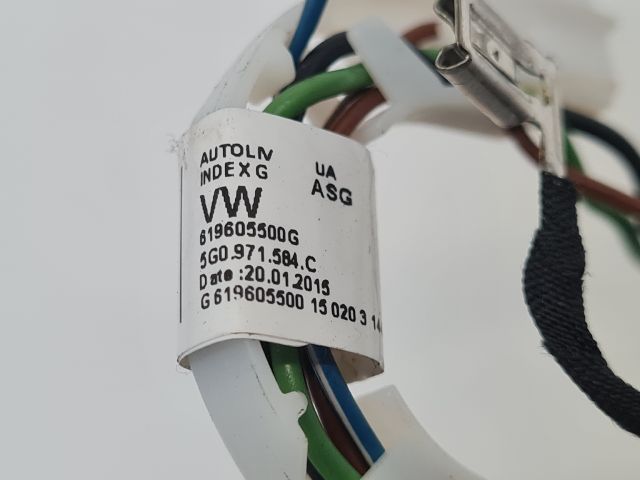 AUTOLIV UA
INDEX G ASG
VW
619605500G
5G0.971.584.C
Date :20.01.2015
G 619605500 15 020 3